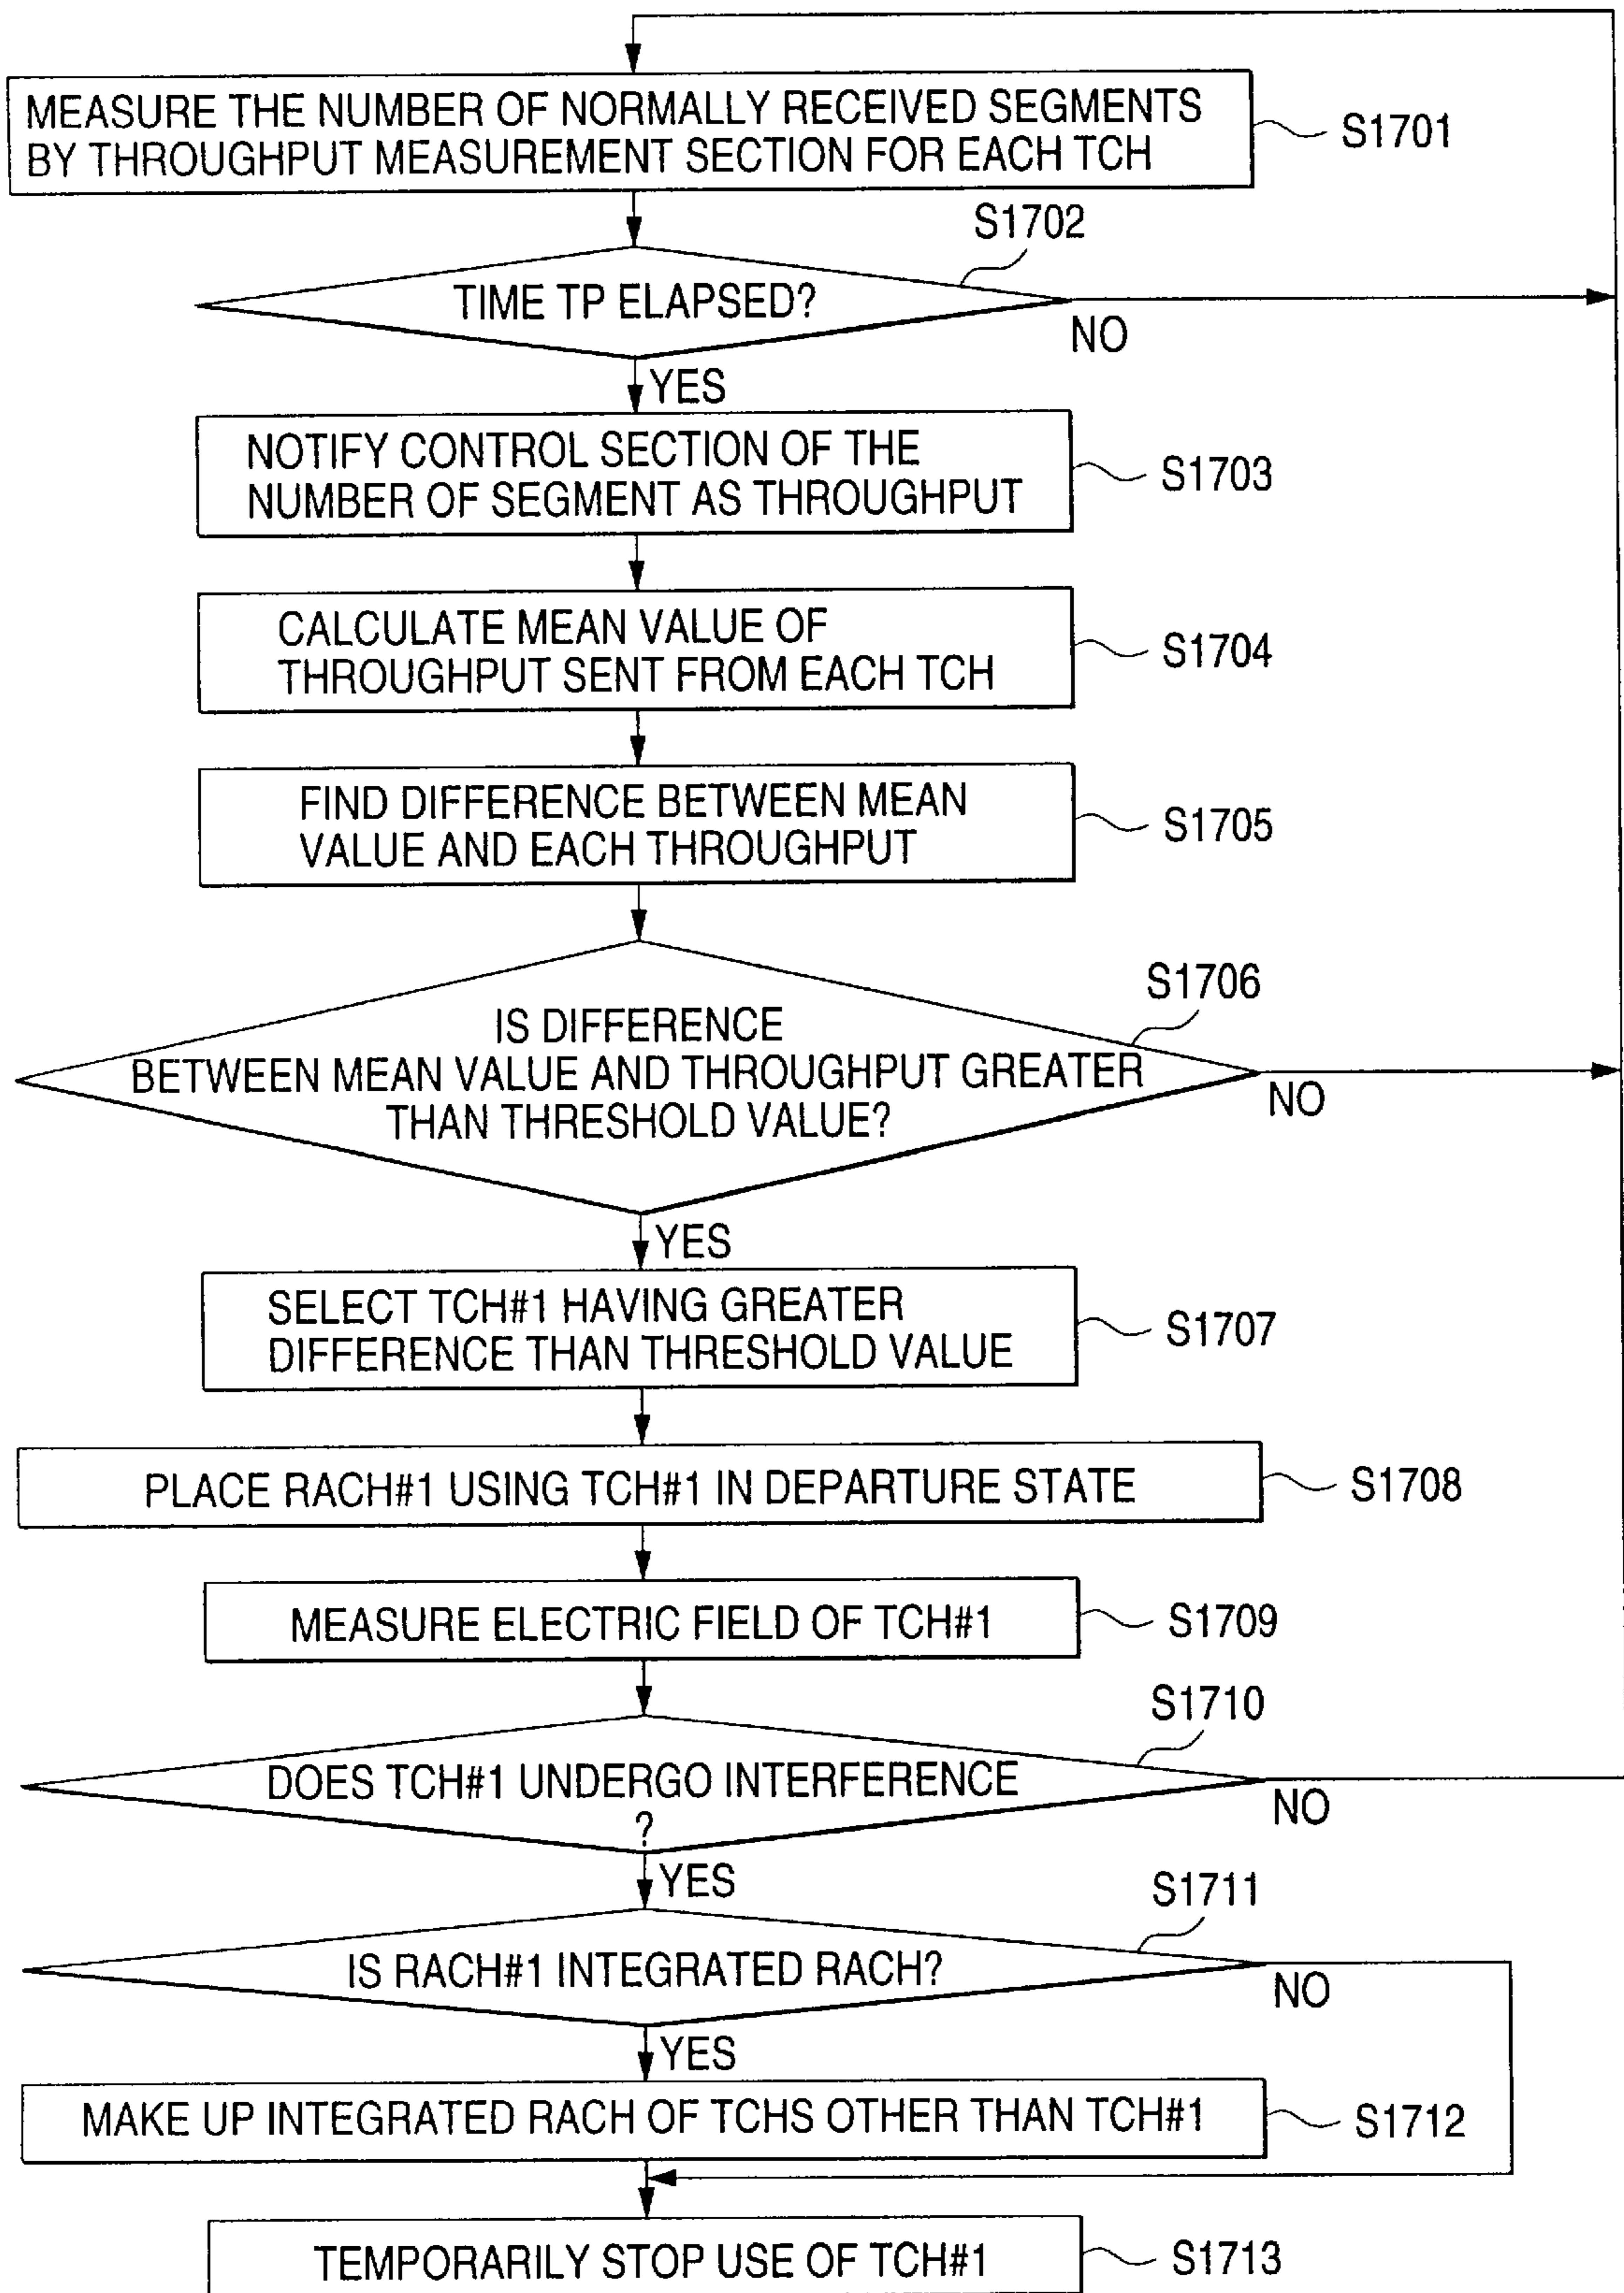 MEASURE THE NUMBER OF NORMALLY RECEIVED SEGMENTS
BY THROUGHPUT MEASUREMENT SECTION FOR EACH TCH
S1701
S1702
TIME TP ELAPSED?
NO
YES
NOTIFY CONTROL SECTION OF THE
NUMBER OF SEGMENT AS THROUGHPUT
S1703
CALCULATE MEAN VALUE OF
THROUGHPUT SENT FROM EACH TCH
S1704
FIND DIFFERENCE BETWEEN MEAN
VALUE AND EACH THROUGHPUT
S1705
S1706
IS DIFFERENCE
BETWEEN MEAN VALUE AND THROUGHPUT GREATER
THAN THRESHOLD VALUE?
NO
YES
SELECT TCH#1 HAVING GREATER
DIFFERENCE THAN THRESHOLD VALUE
S1707
PLACE RACH#1 USING TCH#1 IN DEPARTURE STATE
S1708
MEASURE ELECTRIC FIELD OF TCH#1
S1709
S1710
DOES TCH#1 UNDERGO INTERFERENCE
?
NO
YES
S1711
IS RACH#1 INTEGRATED RACH?
NO
YES
MAKE UP INTEGRATED RACH OF TCHS OTHER THAN TCH#1
S1712
TEMPORARILY STOP USE OF TCH#1
S1713